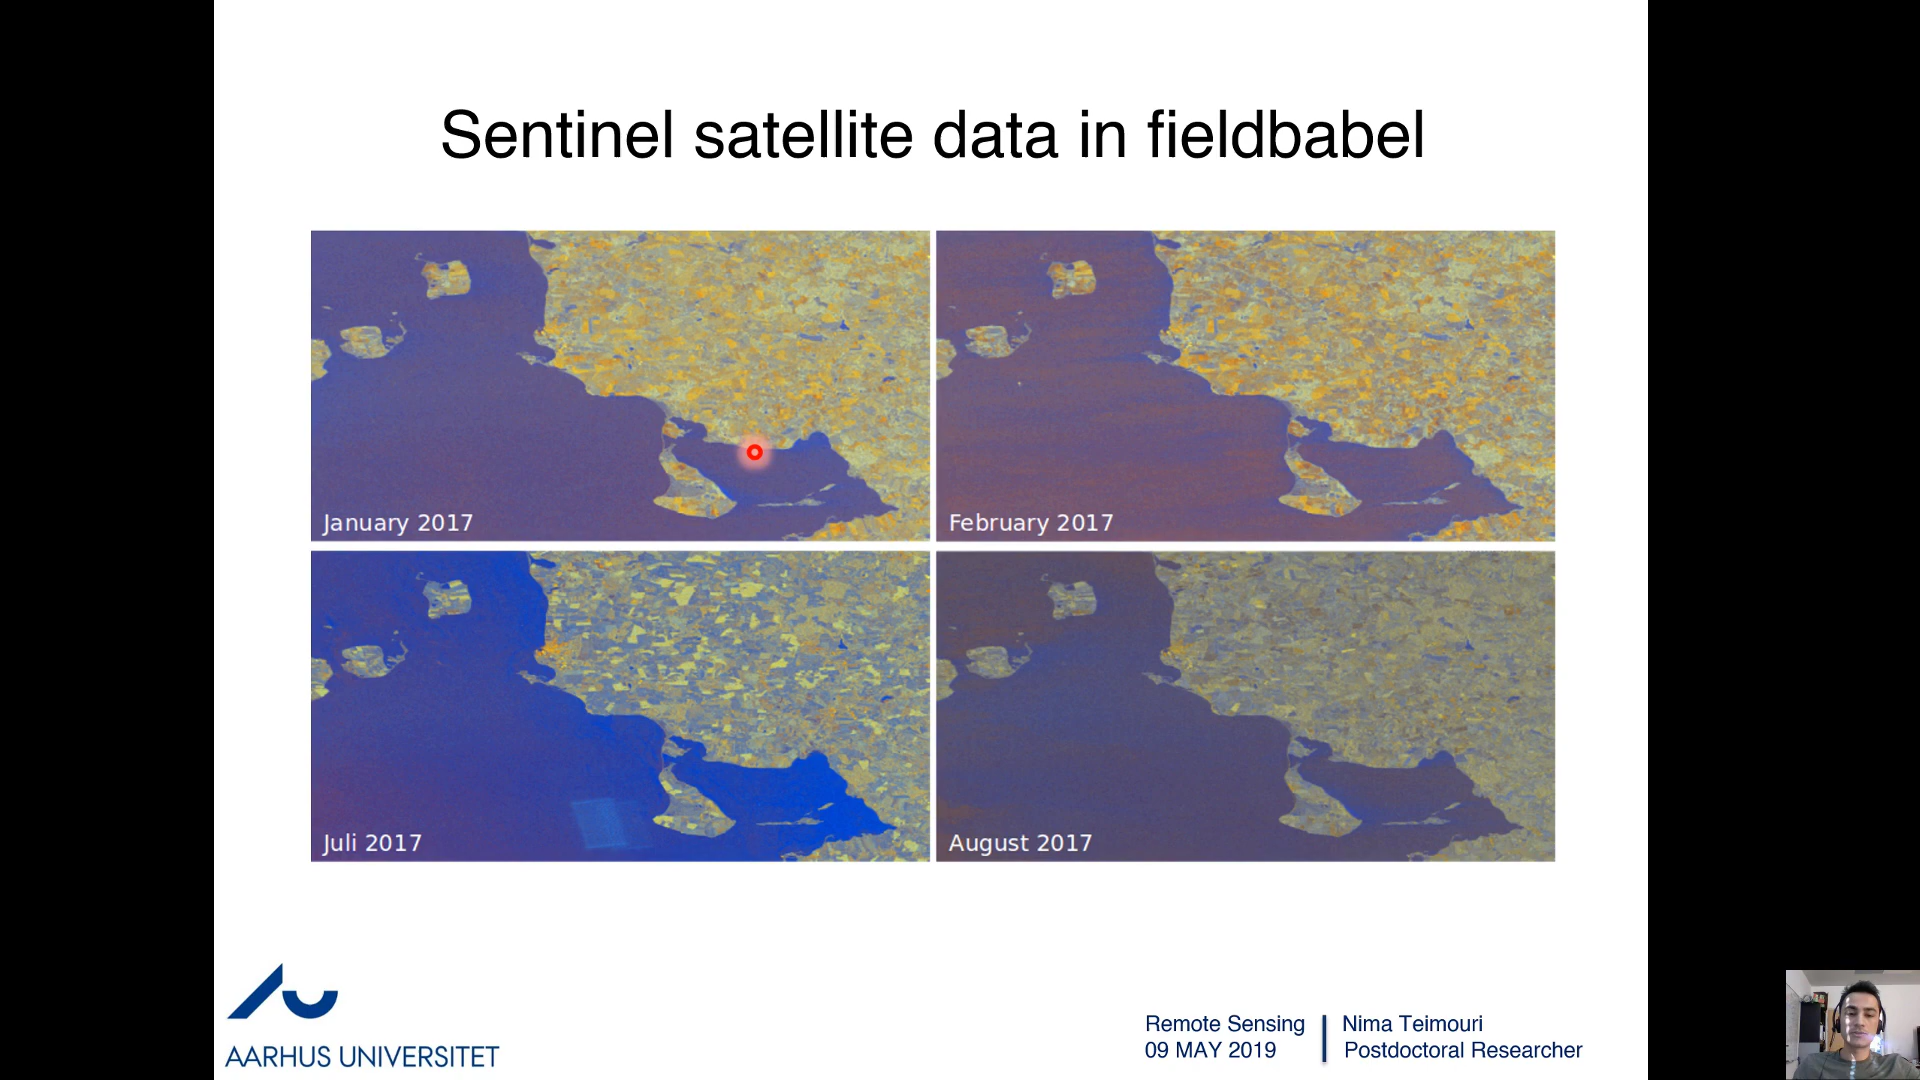 Sentinel satellite data in fieldbabel
January 2017
February 2017
Juli 2017
August 2017
AARHUS UNIVERSITET
Remote Sensing
09 MAY 2019
Nima Teimouri
Postdoctoral Researcher